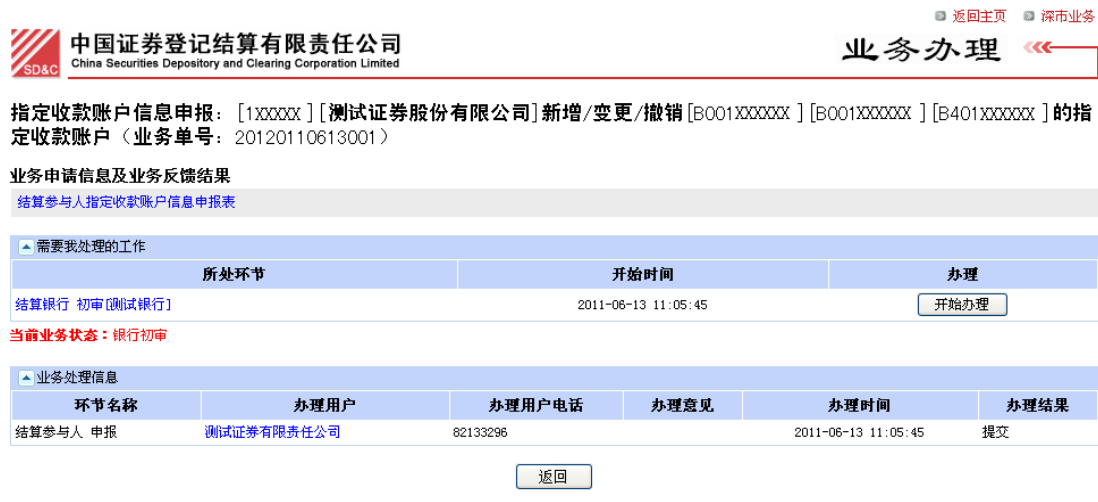 返回主页 深市业务
SD&C
中国证券登记结算有限责任公司
China Securities Depository and Clearing Corporation Limited
业务办理
指定收款账户信息申报：[1XXXXX ] [测试证券股份有限公司]新增/变更/撤销[B001XXXXXX ] [B001XXXXXX ] [B401XXXXXX ]的指
定收款账户（业务单号：20120110613001）
业务申请信息及业务反馈结果
结算参与人指定收款账户信息申报表
需要我处理的工作
所处环节 开始时间 办理
结算银行 初审[测试银行] 2011-06-13 11:05:45 开始办理
当前业务状态：银行初审
业务处理信息
环节名称 办理用户 办理用户电话 办理意见 办理时间 办理结果
结算参与人 申报 测试证券有限责任公司 82133296 2011-06-13 11:05:45 提交
返回